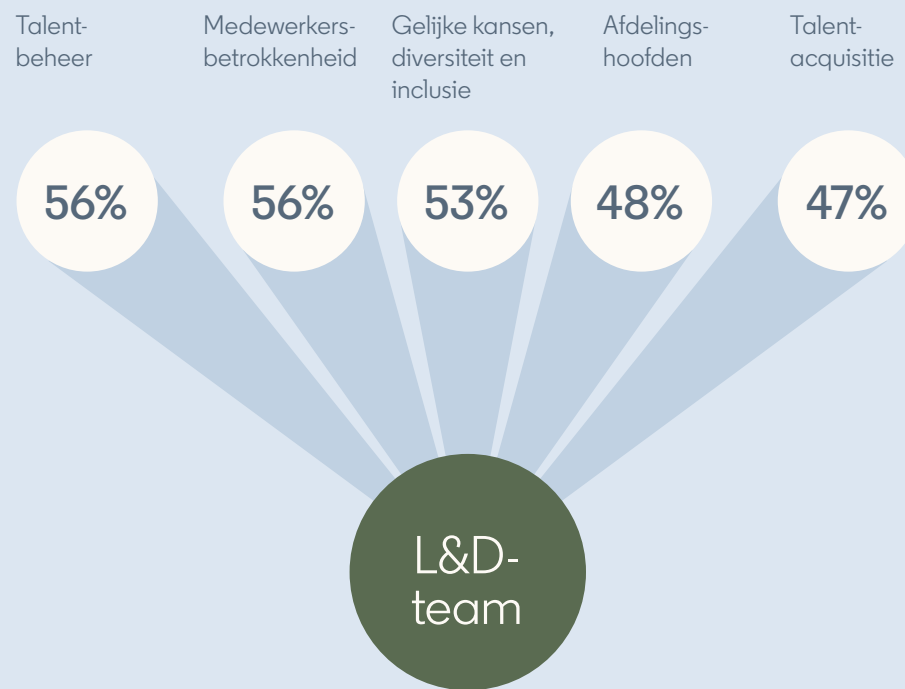 Talent-
beheer
Medewerkers-
betrokkenheid
Gelijke kansen,
diversiteit en
inclusie
Afdelings-
hoofden
Talent-
acquisitie
56%
56%
53%
48%
47%
L&D-
team